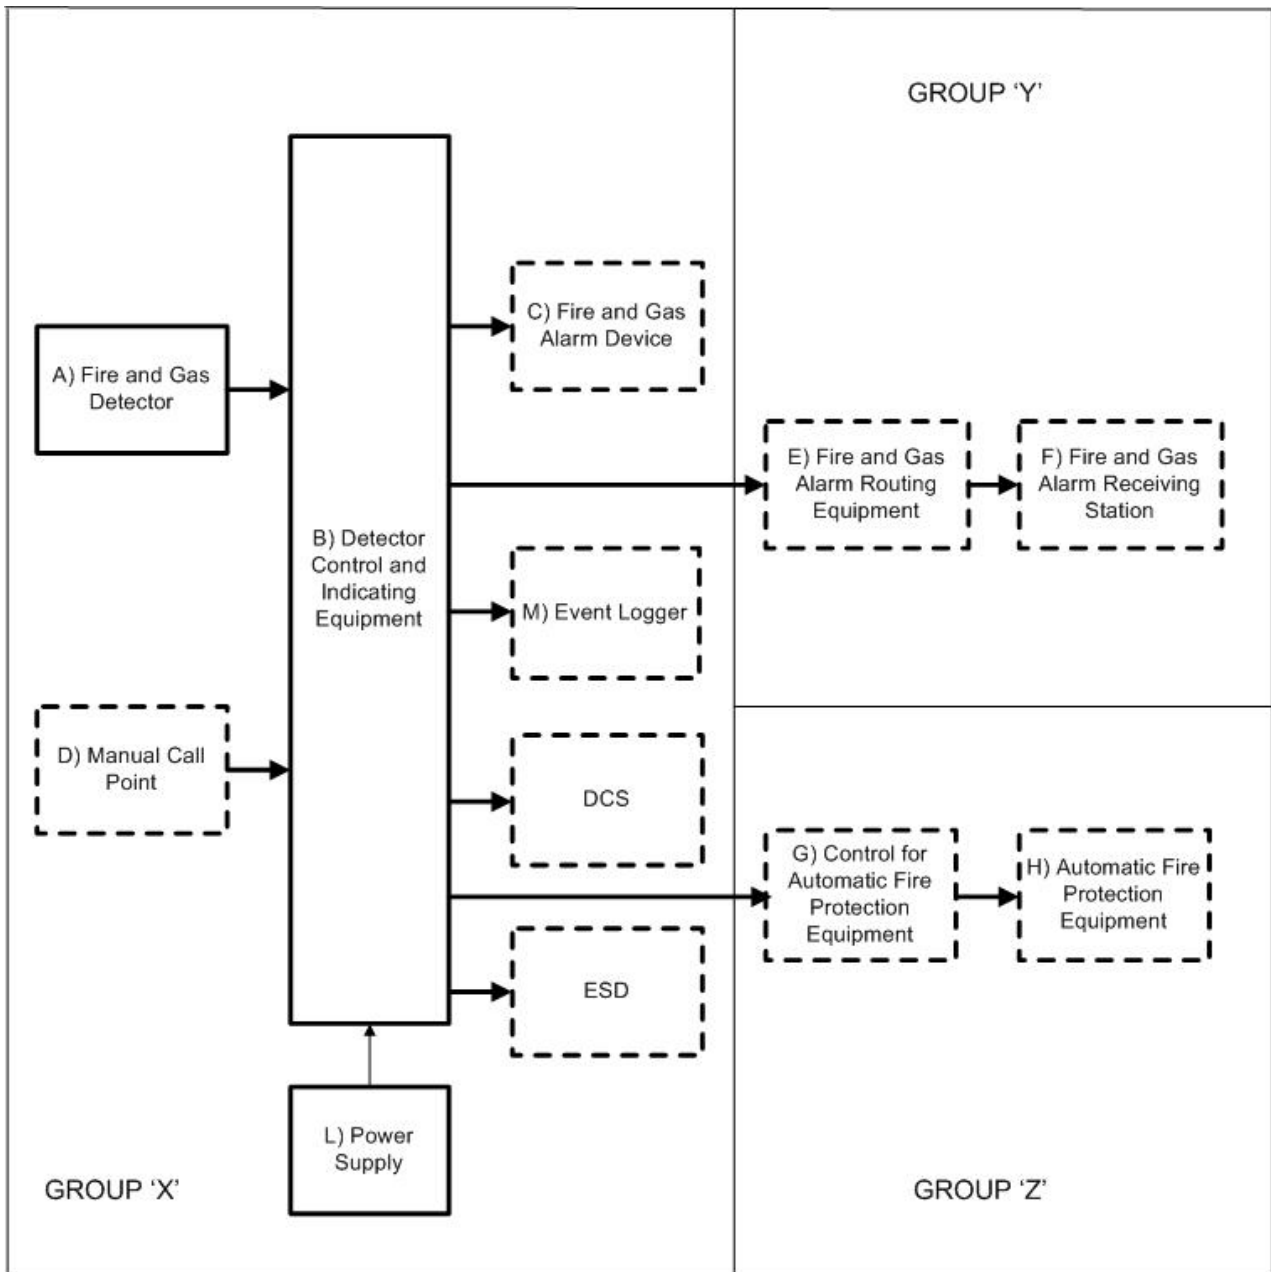 GROUP ‘Y’
C) Fire and Gas
Alarm Device
A) Fire and Gas
Detector
E) Fire and Gas
Alarm Routing
Equipment
F) Fire and Gas
Alarm Receiving
Station
B) Detector
Control and
Indicating
Equipment
M) Event Logger
D) Manual Call
Point
DCS
G) Control for
Automatic Fire
Protection
Equipment
H) Automatic Fire
Protection
Equipment
ESD
L) Power
Supply
GROUP ‘X’
GROUP ‘Z’